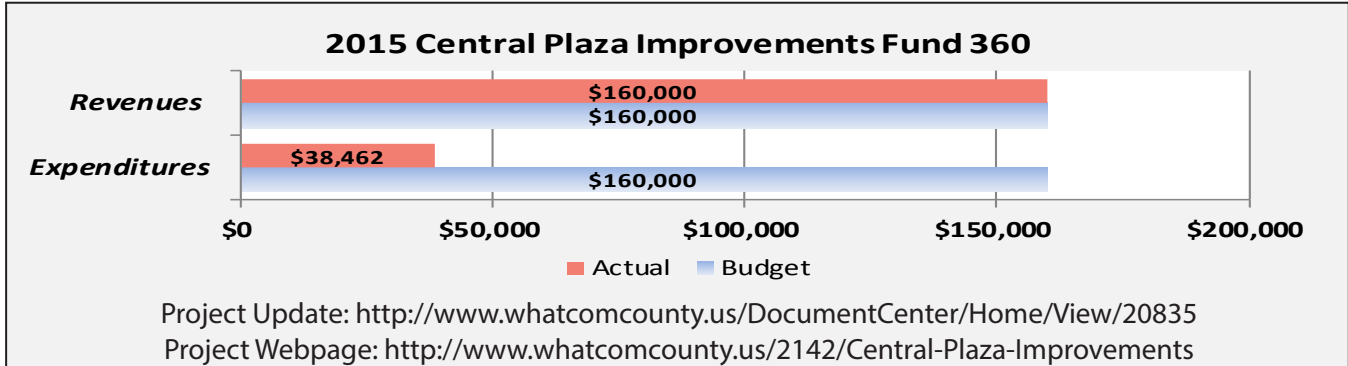 2015 Central Plaza Improvements Fund 360
Revenues
$160,000
$160,000
Expenditures
$38,462
$160,000
$0 $50,000 $100,000 $150,000 $200,000
Actual Budget
Project Update: http://www.whatcomcounty.us/DocumentCenter/Home/View/20835
Project Webpage: http://www.whatcomcounty.us/2142/Central-Plaza-Improvements